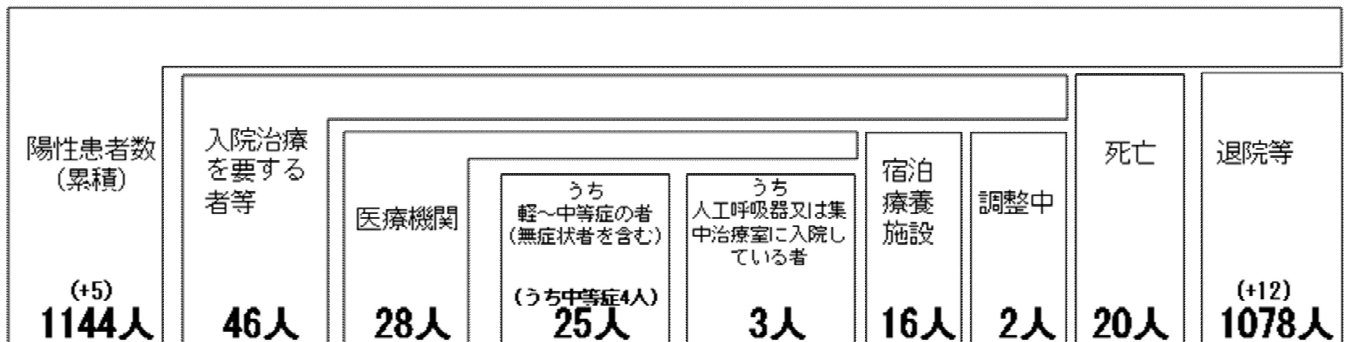 陽性患者数
(累積)
(+5)
1144人
入院治療
を要する
者等
46人
医療機関
28人
うち
軽～中等症の者
(無症状者を含む)
(うち中等症4人)
25人
うち
人工呼吸器又は集
中治療室に入院し
ている者
3人
宿泊
療養
施設
16人
調整中
2人
死亡
20人
退院等
(+12)
1078人